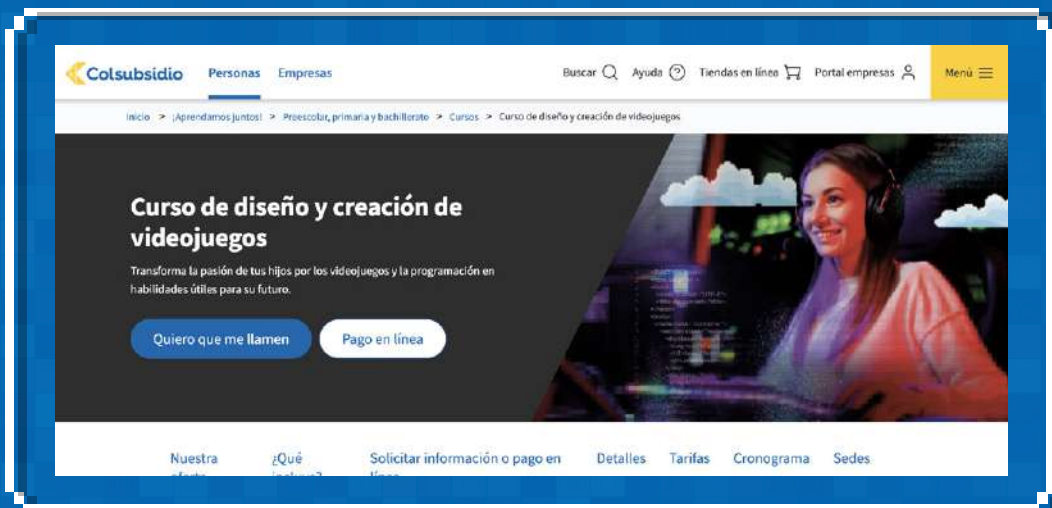 Colsubsidio Personas Empresas Buscar Ayuda Tiendas en línea Portal empresas Menú
Inicio > ¡Aprendamos juntos! > Preescolar, primaria y bachillerato > Cursos > Curso de diseño y creación de videojuegos
Curso de diseño y creación de
videojuegos
Transforma la pasión de tus hijos por los videojuegos y la programación en
habilidades útiles para su futuro.
Quiero que me llamen Pago en línea
Nuestra ¿Qué Solicitar información o pago en Detalles Tarifas Cronograma Sedes